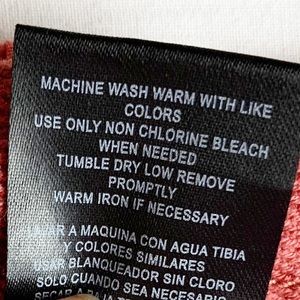 MACHINE WASH WARM WITH LIKE
COLORS
USE ONLY NON CHLORINE BLEACH
WHEN NEEDED
TUMBLE DRY LOW REMOVE
PROMPTLY
WARM IRON IF NECESSARY
A MAQUINA CON AGUA TIBIA
Y COLORES SIMILARES
USAR BLANQUEADOR SIN CLORO
SOLO CUANDO SEA NECESARIO